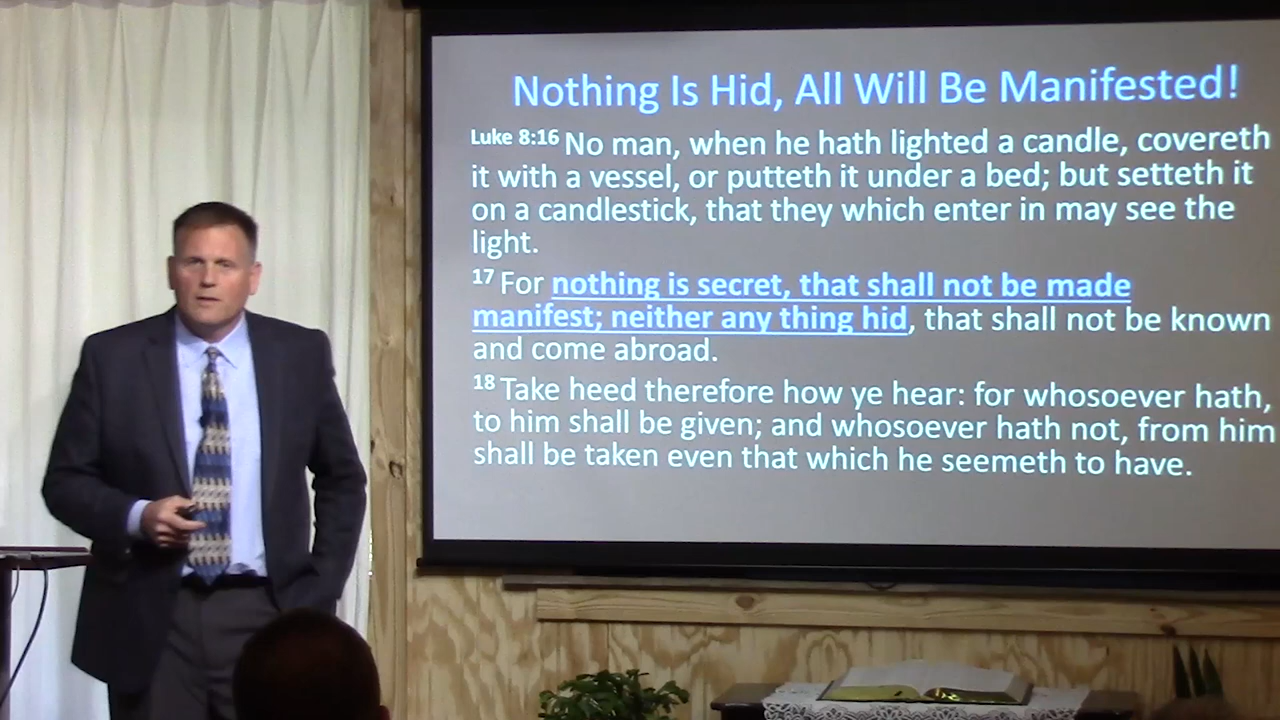 Nothing Is Hid, All Will Be Manifested!
Luke 8:16 No man, when he hath lighted a candle, covereth
it with a vessel, or putteth it under a bed; but setteth it
on a candlestick, that they which enter in may see the
light.
17 For nothing is secret, that shall not be made
manifest; neither any thing hid, that shall not be known
and come abroad.
18 Take heed therefore how ye hear: for whosoever hath,
to him shall be given; and whosoever hath not, from him
shall be taken even that which he seemeth to have.